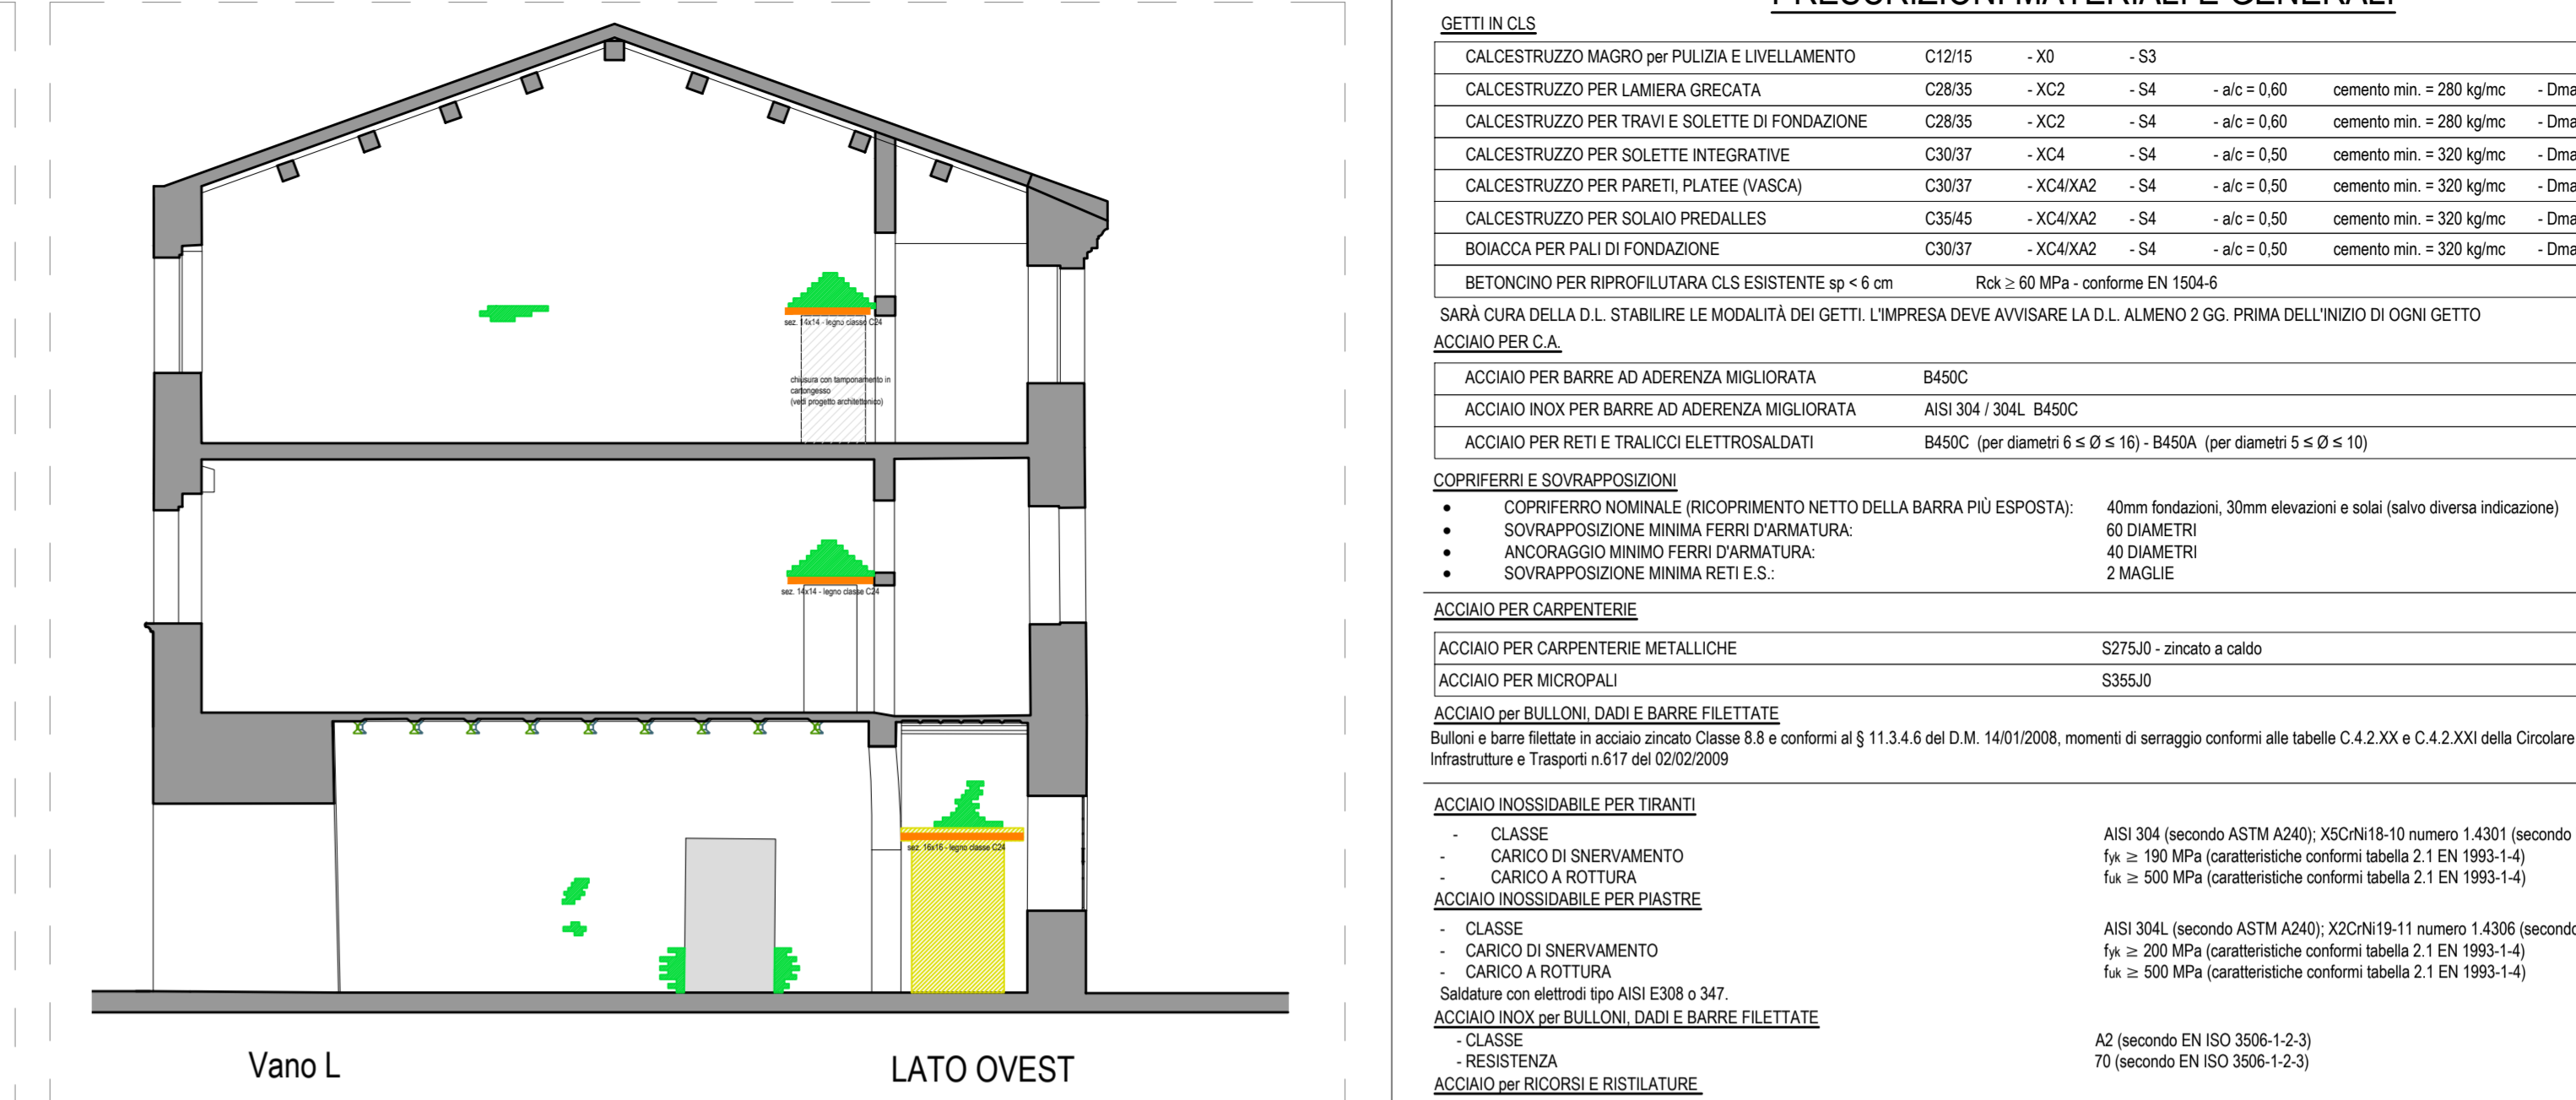 sez. 14x14 - legno classe C24
chiusura con tamponamento in
cartongesso
(vedi progetto architettonico)
sez. 14x14 - legno classe C24
sez. 16x16 - legno classe C24
Vano L
LATO OVEST
PRESCRIZIONI MATERIALI E GENERALI
GETTI IN CLS
CALCESTRUZZO MAGRO per PULIZIA E LIVELLAMENTO C12/15 - X0 - S3
CALCESTRUZZO PER LAMIERA GRECATA C28/35 - XC2 - S4 - a/c = 0,60 cemento min. = 280 kg/mc - Dma
CALCESTRUZZO PER TRAVI E SOLETTE DI FONDAZIONE C28/35 - XC2 - S4 - a/c = 0,60 cemento min. = 280 kg/mc - Dma
CALCESTRUZZO PER SOLETTE INTEGRATIVE C30/37 - XC4 - S4 - a/c = 0,50 cemento min. = 320 kg/mc - Dma
CALCESTRUZZO PER PARETI, PLATEE (VASCA) C30/37 - XC4/XA2 - S4 - a/c = 0,50 cemento min. = 320 kg/mc - Dma
CALCESTRUZZO PER SOLAIO PREDALLES C35/45 - XC4/XA2 - S4 - a/c = 0,50 cemento min. = 320 kg/mc - Dma
BOIACCA PER PALI DI FONDAZIONE C30/37 - XC4/XA2 - S4 - a/c = 0,50 cemento min. = 320 kg/mc - Dma
BETONCINO PER RIPROFILUTARA CLS ESISTENTE sp < 6 cm Rck ≥ 60 MPa - conforme EN 1504-6
SARÀ CURA DELLA D.L. STABILIRE LE MODALITÀ DEI GETTI. L'IMPRESA DEVE AVVISARE LA D.L. ALMENO 2 GG. PRIMA DELL'INIZIO DI OGNI GETTO
ACCIAIO PER C.A.
ACCIAIO PER BARRE AD ADERENZA MIGLIORATA B450C
ACCIAIO INOX PER BARRE AD ADERENZA MIGLIORATA AISI 304 / 304L B450C
ACCIAIO PER RETI E TRALICCI ELETTROSALDATI B450C (per diametri 6 ≤ Ø ≤ 16) - B450A (per diametri 5 ≤ Ø ≤ 10)
COPRIFERRI E SOVRAPPOSIZIONI
• COPRIFERRO NOMINALE (RICOPRIMENTO NETTO DELLA BARRA PIÙ ESPOSTA): 40mm fondazioni, 30mm elevazioni e solai (salvo diversa indicazione)
• SOVRAPPOSIZIONE MINIMA FERRI D'ARMATURA: 60 DIAMETRI
• ANCORAGGIO MINIMO FERRI D'ARMATURA: 40 DIAMETRI
• SOVRAPPOSIZIONE MINIMA RETI E.S.: 2 MAGLIE
ACCIAIO PER CARPENTERIE
ACCIAIO PER CARPENTERIE METALLICHE S275J0 - zincato a caldo
ACCIAIO PER MICROPALI S355J0
ACCIAIO per BULLONI, DADI E BARRE FILETTATE
Bulloni e barre filettate in acciaio zincato Classe 8.8 e conformi al § 11.3.4.6 del D.M. 14/01/2008, momenti di serraggio conformi alle tabelle C.4.2.XX e C.4.2.XXI della Circolare
Infrastrutture e Trasporti n.617 del 02/02/2009
ACCIAIO INOSSIDABILE PER TIRANTI
- CLASSE AISI 304 (secondo ASTM A240); X5CrNi18-10 numero 1.4301 (secondo
- CARICO DI SNERVAMENTO fyk ≥ 190 MPa (caratteristiche conformi tabella 2.1 EN 1993-1-4)
- CARICO A ROTTURA fuk ≥ 500 MPa (caratteristiche conformi tabella 2.1 EN 1993-1-4)
ACCIAIO INOSSIDABILE PER PIASTRE
- CLASSE AISI 304L (secondo ASTM A240); X2CrNi19-11 numero 1.4306 (secondo
- CARICO DI SNERVAMENTO fyk ≥ 200 MPa (caratteristiche conformi tabella 2.1 EN 1993-1-4)
- CARICO A ROTTURA fuk ≥ 500 MPa (caratteristiche conformi tabella 2.1 EN 1993-1-4)
Saldature con elettrodi tipo AISI E308 o 347.
ACCIAIO INOX per BULLONI, DADI E BARRE FILETTATE
- CLASSE A2 (secondo EN ISO 3506-1-2-3)
- RESISTENZA 70 (secondo EN ISO 3506-1-2-3)
ACCIAIO per RICORSI E RISTILATURE